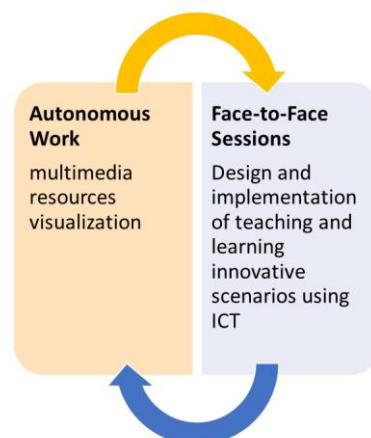 Autonomous
Work
multimedia
resources
visualization
Face-to-Face
Sessions
Design and
implementation
of teaching and
learning
innovative
scenarios using
ICT